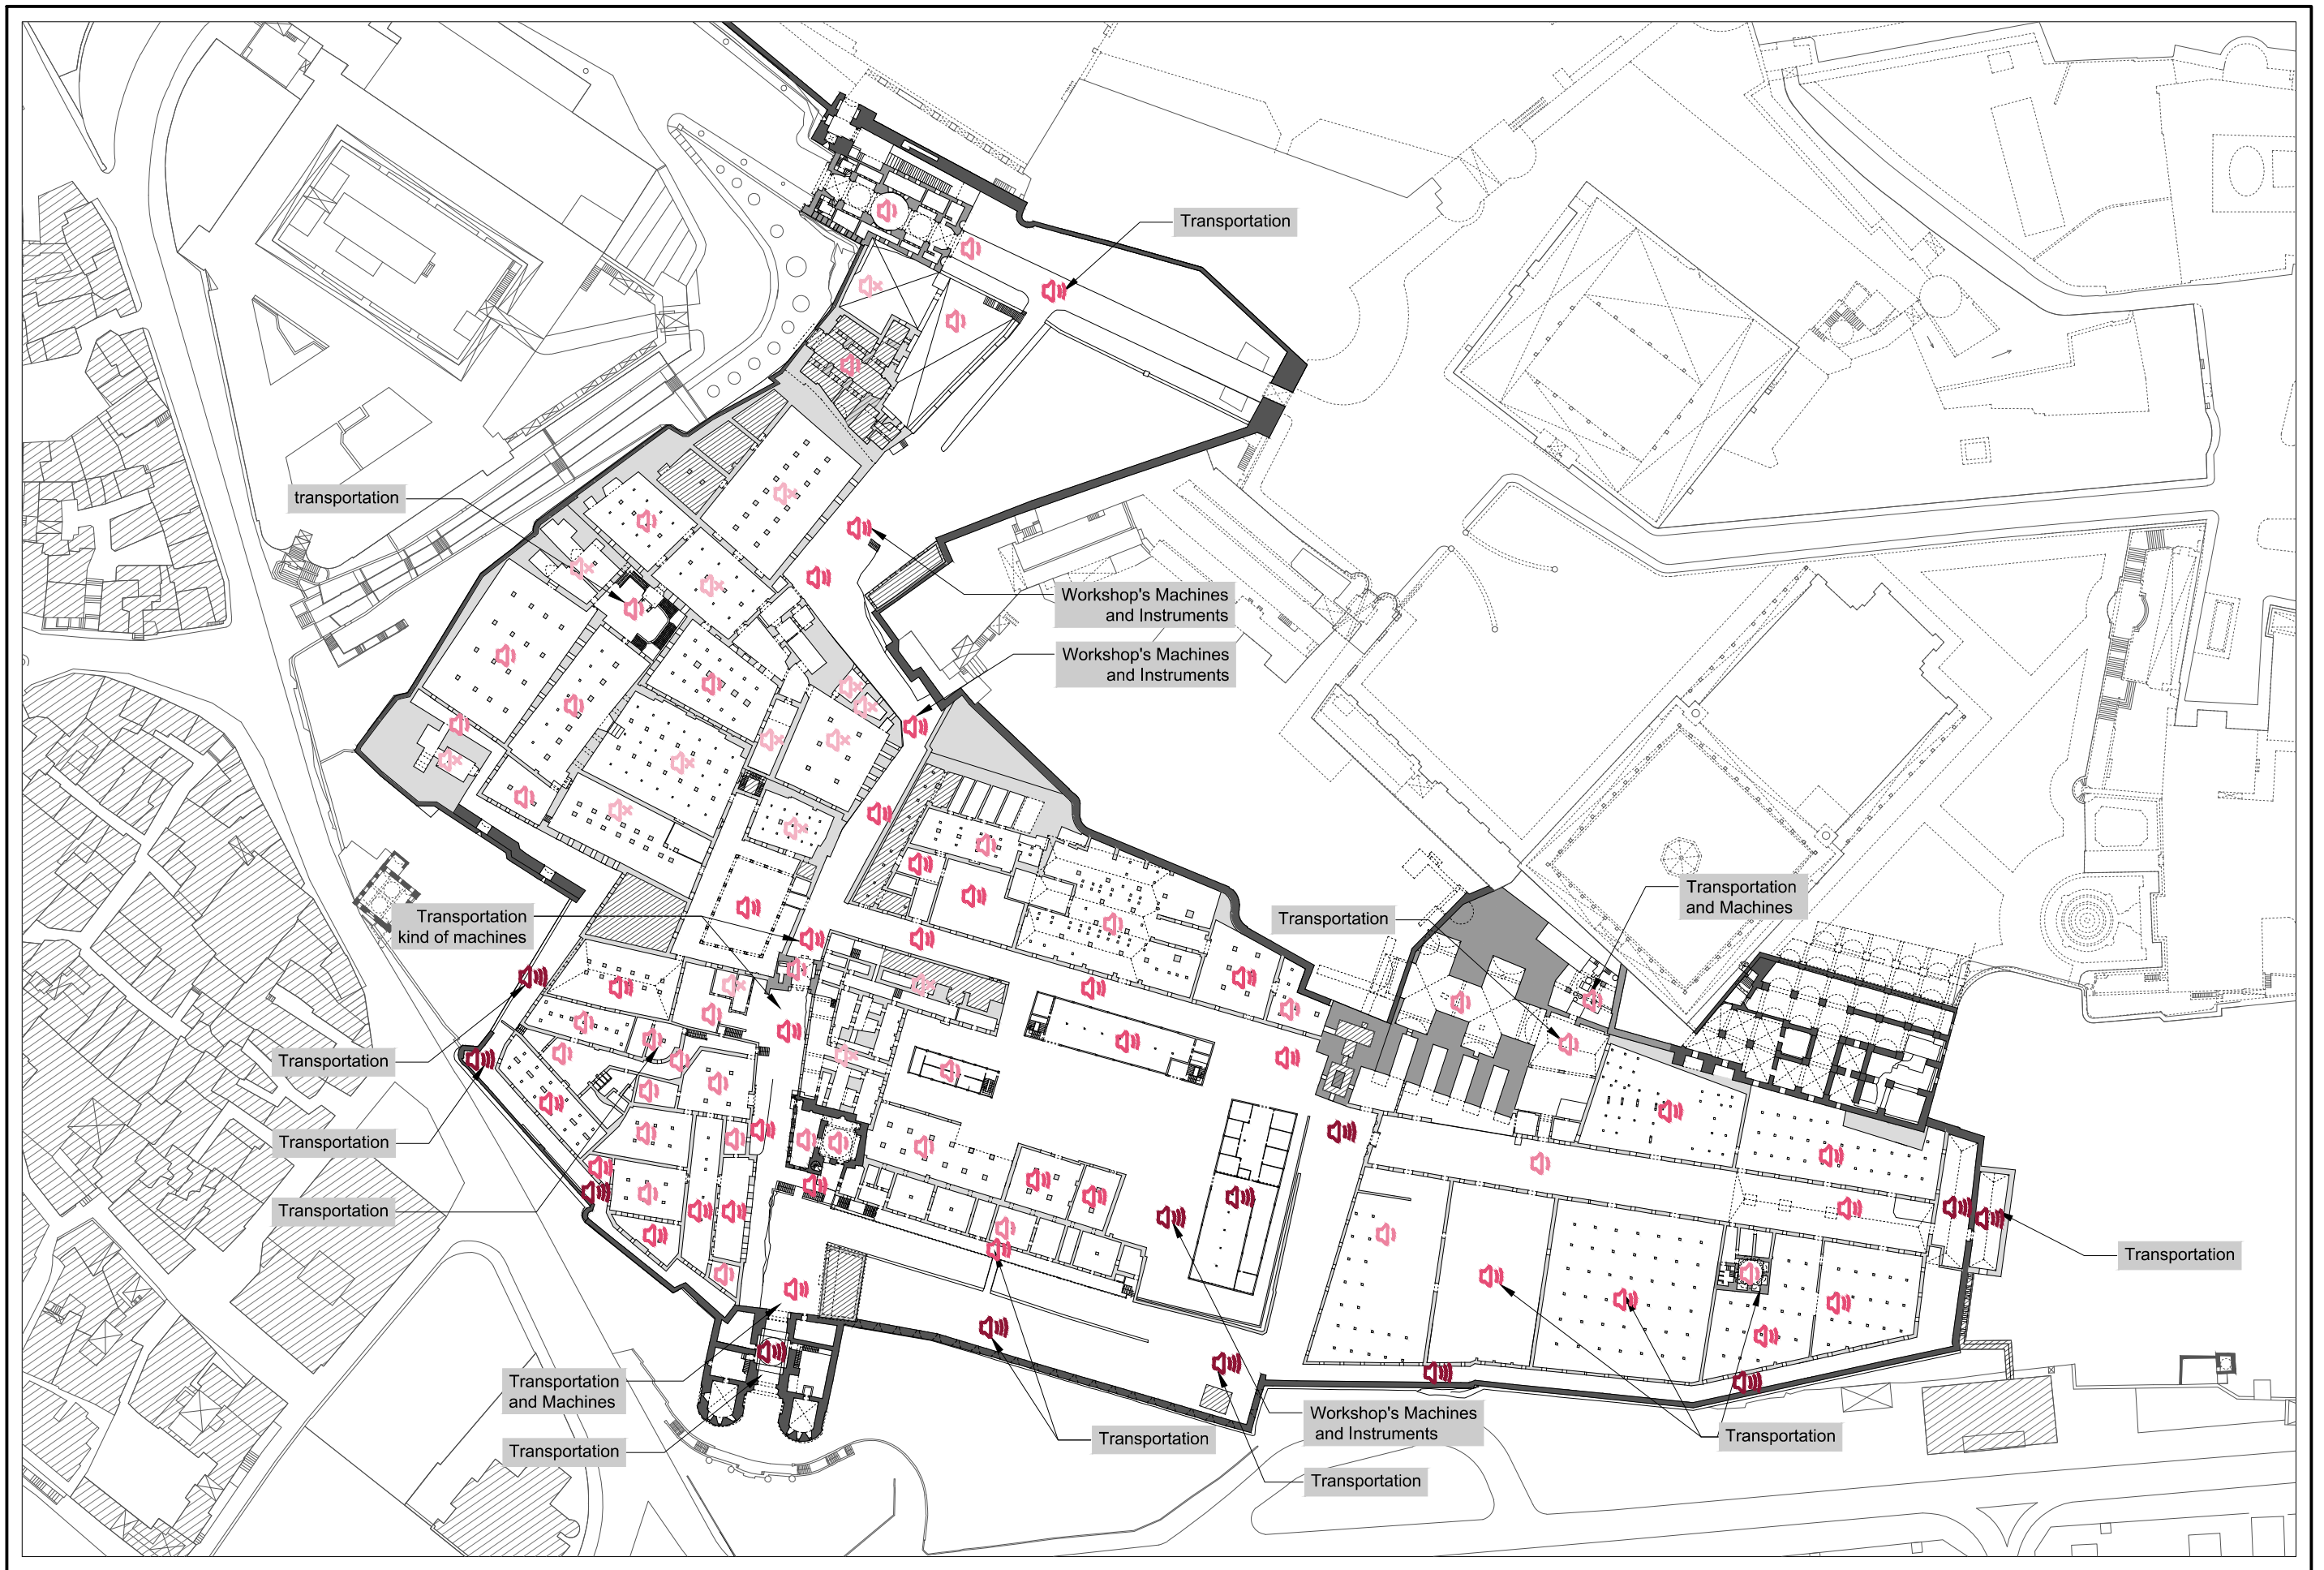 Transportation
transportation
Workshop's Machines
and Instruments
Workshop's Machines
and Instruments
Transportation
and Machines
Transportation
kind of machines
Transportation
Transportation
Transportation
Transportation
Transportation
Transportation
and Machines
Transportation
Transportation
Workshop's Machines
and Instruments
Transportation
Transportation